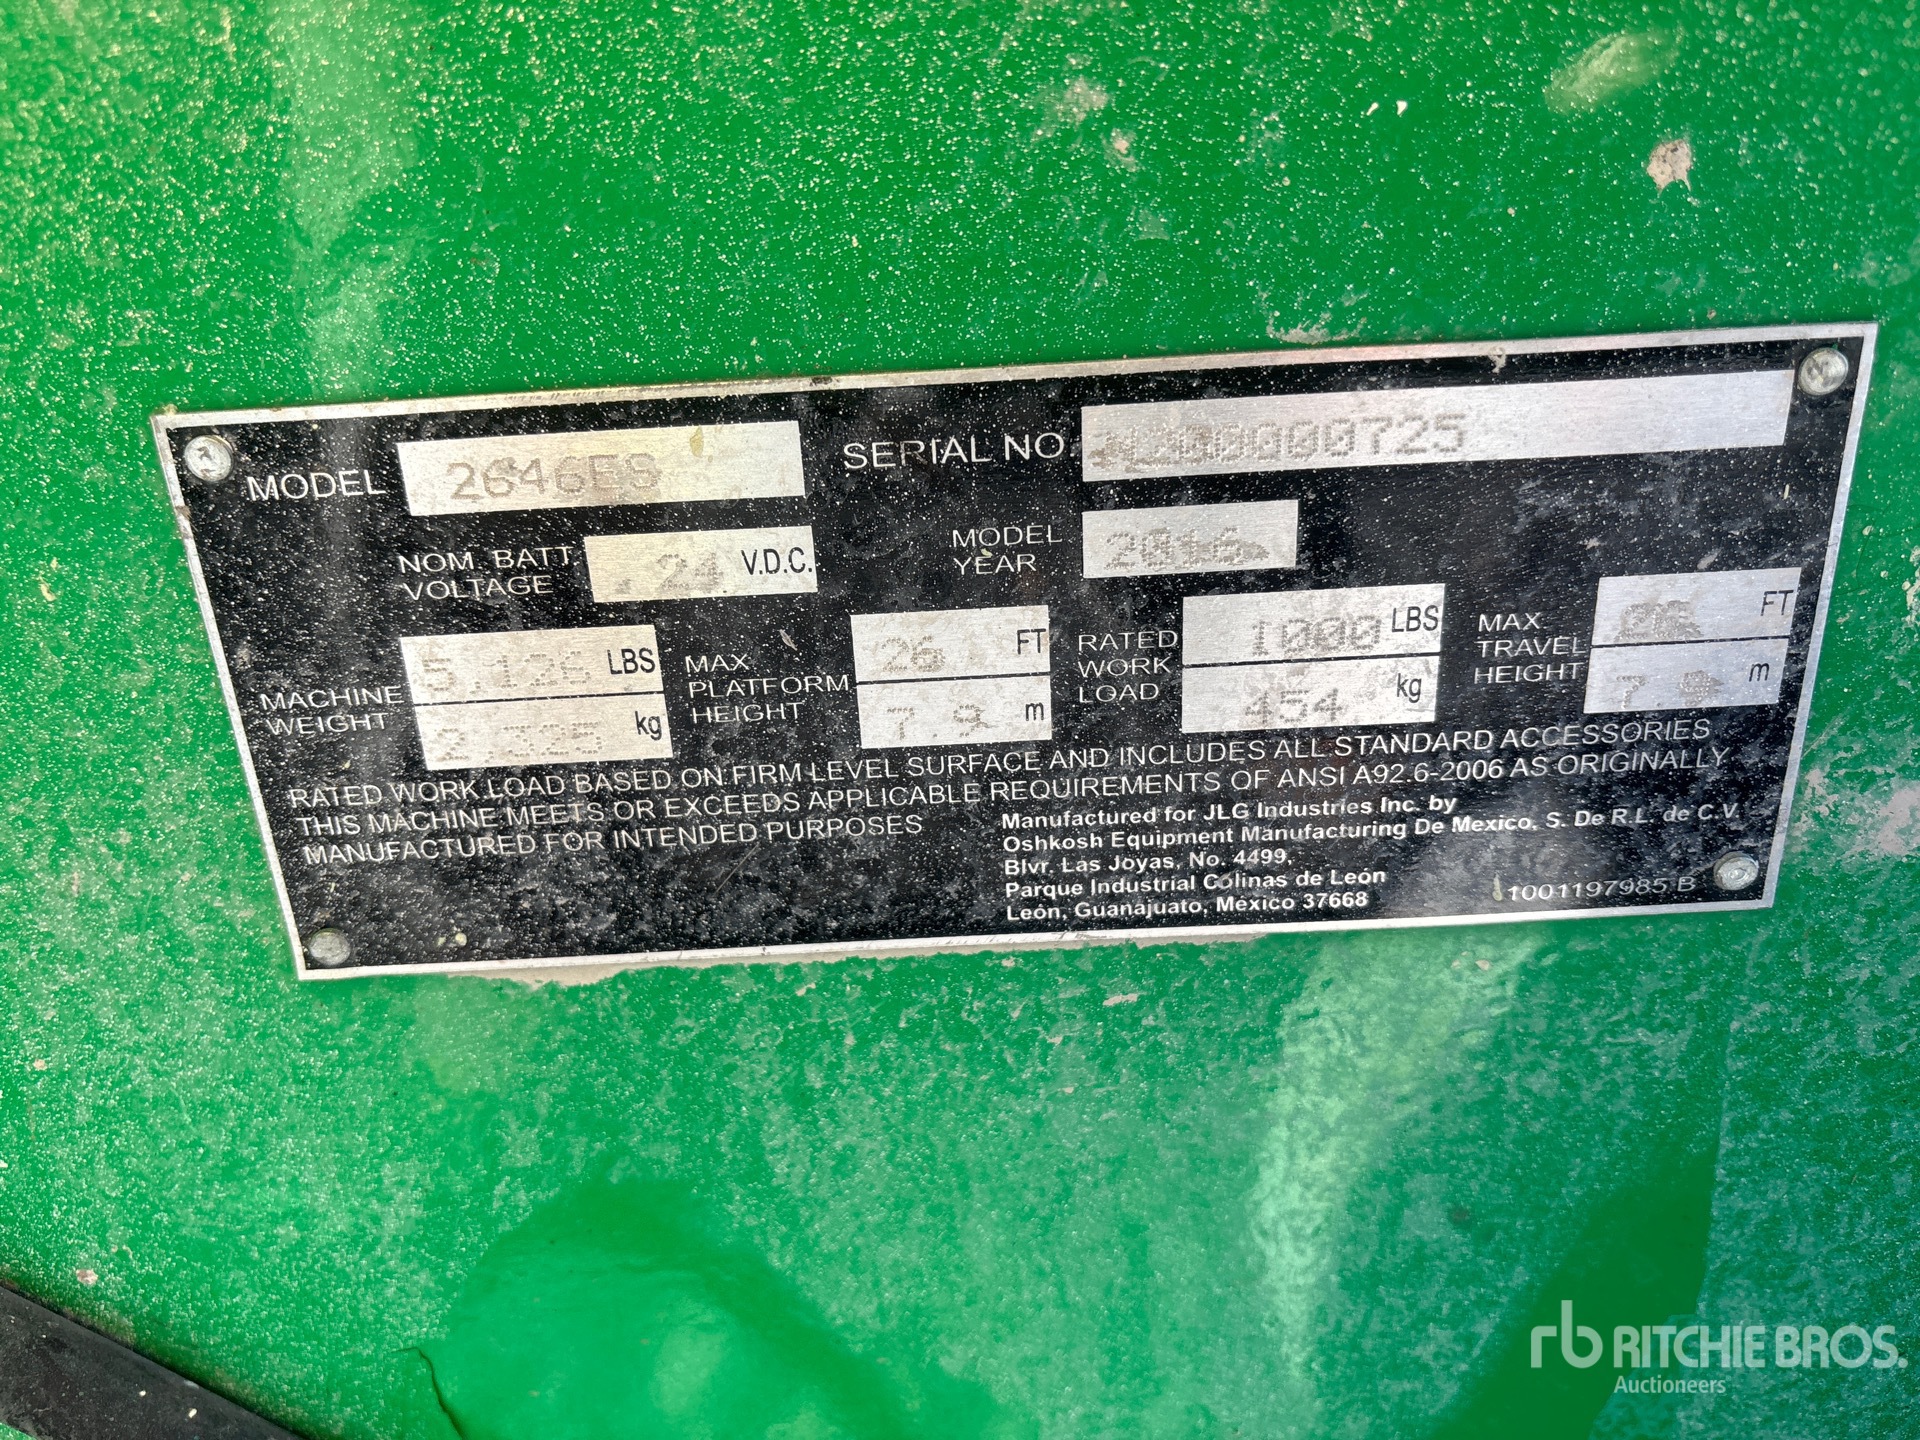 MODEL 2646ES SERIAL NO
NOM. BATT. VOLTAGE 24 V.D.C. MODEL YEAR 2016
MACHINE WEIGHT 5,126 LBS 2,325 kg
MAX. PLATFORM HEIGHT 26 FT 7.9 m
RATED WORK LOAD 1000 LBS 454 kg
MAX. TRAVEL HEIGHT FT 7.9 m
RATED WORK LOAD BASED ON FIRM LEVEL SURFACE AND INCLUDES ALL STANDARD ACCESSORIES
THIS MACHINE MEETS OR EXCEEDS APPLICABLE REQUIREMENTS OF ANSI A92.6-2006 AS ORIGINALLY
MANUFACTURED FOR INTENDED PURPOSES
Manufactured for JLG Industries Inc. by
Oshkosh Equipment Manufacturing De Mexico, S. De R.L. de C.V.
Blvr. Las Joyas, No. 4499,
Parque Industrial Colinas de León
León, Guanajuato, México 37668
1001197985 B
rb RITCHIE BROS.
Auctioneers